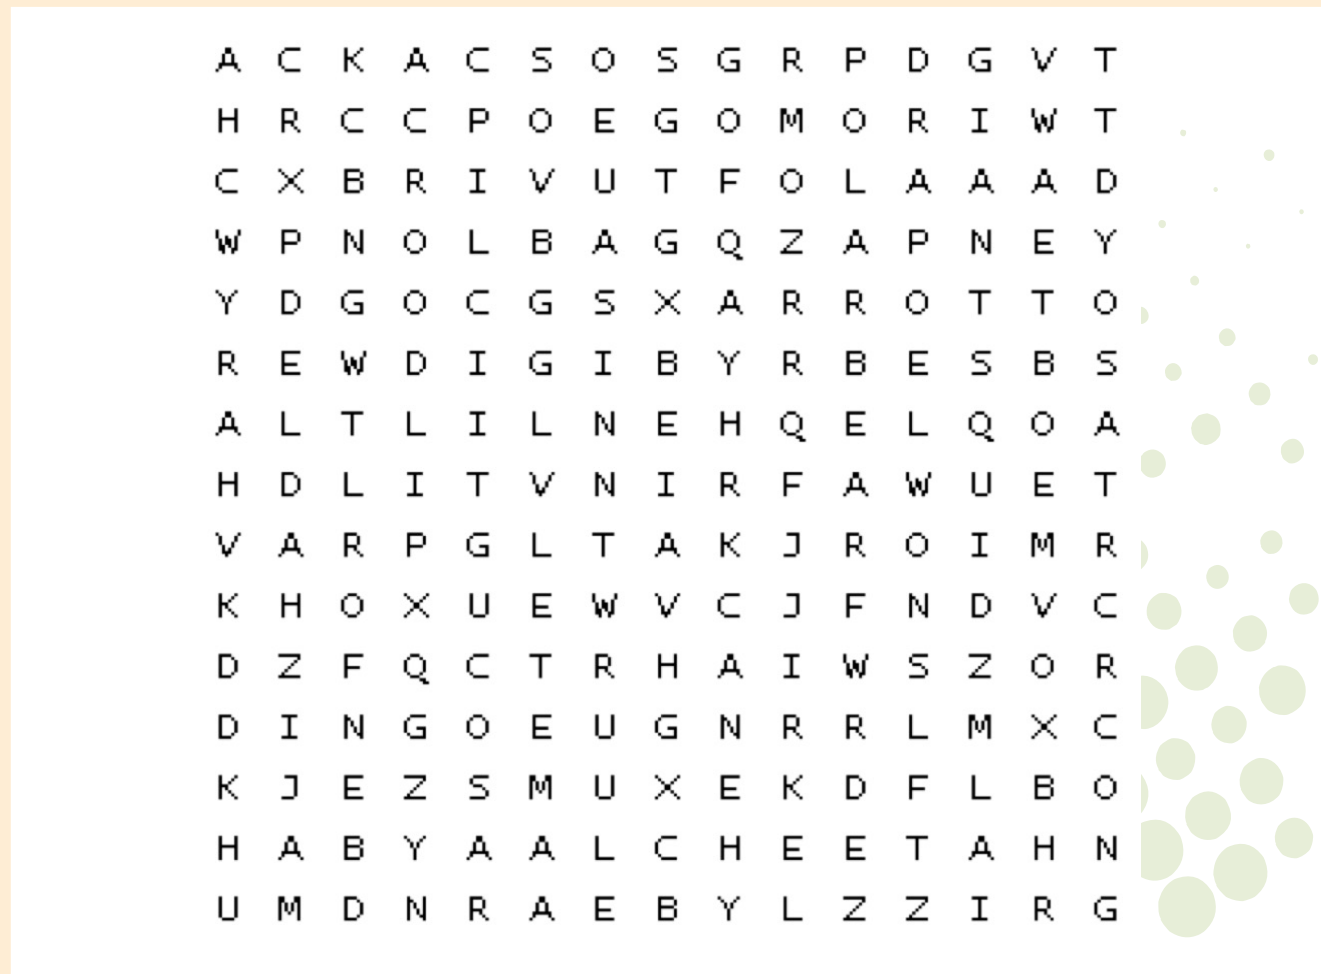 A C K A C S O S G R P D G V T
H R C C P O E G O M O R I W T
C X B R I V U T F O L A A A D
W P N O L B A G Q Z A P N E Y
Y D G O C G S X A R R O T T O
R E W D I G I B Y R B E S B S
A L T L I L N E H Q E L Q O A
H D L I T V N I R F A W U E T
V A R P G L T A K J R O I M R
K H O X U E W V C J F N D V C
D Z F Q C T R H A I W S Z O R
D I N G O E U G N R R L M X C
K J E Z S M U X E K D F L B O
H A B Y A A L C H E E T A H N
U M D N R A E B Y L Z Z I R G